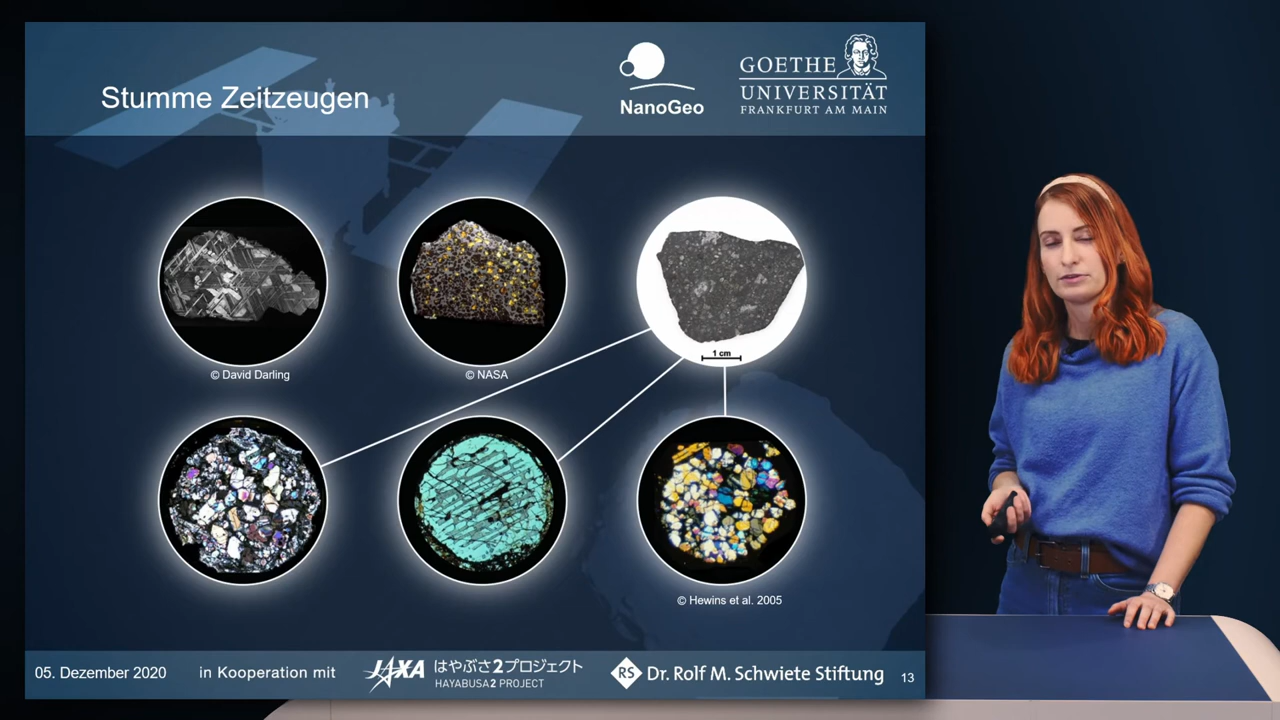 Stumme Zeitzeugen
NanoGeo
GOETHE
UNIVERSITÄT
FRANKFURT AM MAIN
1 cm
© David Darling
© NASA
© Hewins et al. 2005
05. Dezember 2020
in Kooperation mit
JAXA
はやぶさ2プロジェクト
HAYABUSA2 PROJECT
RS
Dr. Rolf M. Schwiete Stiftung
13